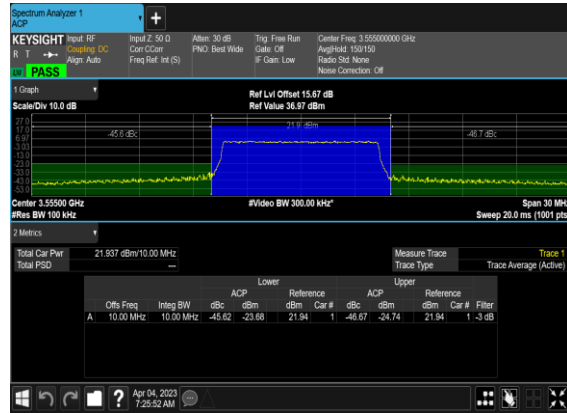 Spectrum Analyzer 1
ACP
KEYSIGHT Input: RF Input Z: 50 Ω Atten: 30 dB Trig: Free Run Center Freq: 3.555000000 GHz
R T Coupling: DC Corr CCorr PNO: Best Wide Gate: Off Avg|Hold: 150/150
Align: Auto Freq Ref: Int (S) IF Gain: Low Radio Std: None
LW PASS Noise Correction: Off
1 Graph Ref Lvl Offset 15.67 dB
Scale/Div 10.0 dB Ref Value 36.97 dBm
27.0
17.0
6.97
-3.03
-13.0
-23.0
-33.0
-43.0
-53.0
-45.6 dBc 21.9 dBm -46.7 dBc
Center 3.55500 GHz #Video BW 300.00 kHz* Span 30 MHz
#Res BW 100 kHz Sweep 20.0 ms (1001 pts
2 Metrics
Total Car Pwr 21.937 dBm/10.00 MHz Measure Trace Trace 1
Total PSD --- Trace Type Trace Average (Active)
Lower Upper
ACP Reference ACP Reference
Offs Freq Integ BW dBc dBm dBm Car # dBc dBm dBm Car # Filter
A 10.00 MHz 10.00 MHz -45.62 -23.68 21.94 1 -46.67 -24.74 21.94 1 -3 dB
Apr 04, 2023
7:25:52 AM